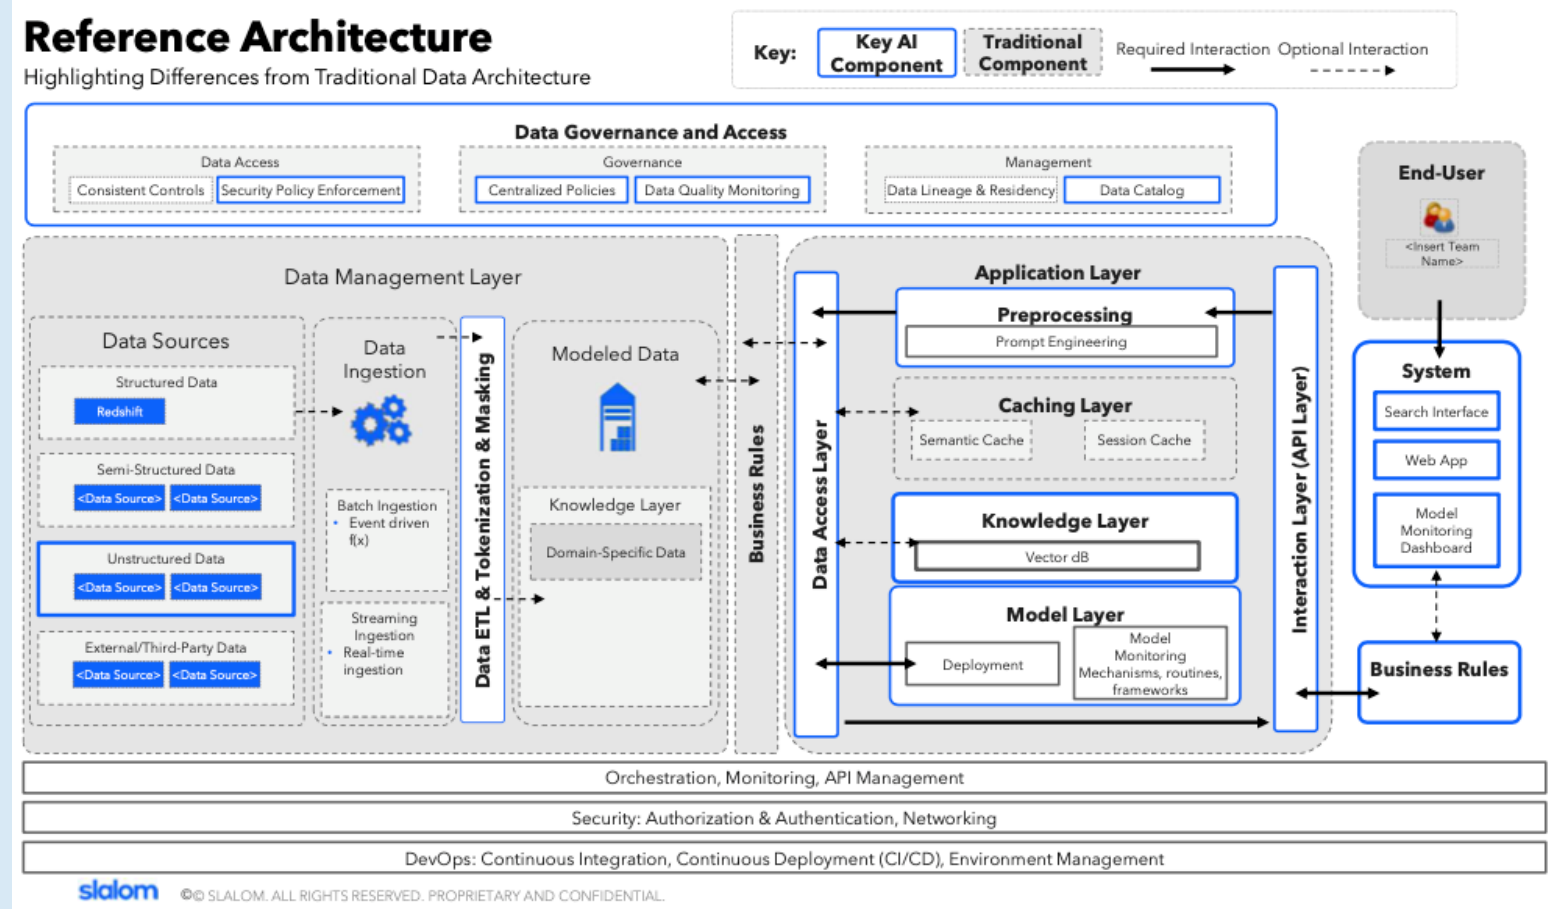 Reference Architecture
Highlighting Differences from Traditional Data Architecture
Key:
Key AI
Component
Traditional
Component
Required Interaction
Optional Interaction
Data Governance and Access
Data Access
Consistent Controls
Security Policy Enforcement
Governance
Centralized Policies
Data Quality Monitoring
Management
Data Lineage & Residency
Data Catalog
Data Management Layer
Data Sources
Structured Data
Redshift
Semi-Structured Data
<Data Source>
<Data Source>
Unstructured Data
<Data Source>
<Data Source>
External/Third-Party Data
<Data Source>
<Data Source>
Data
Ingestion
Batch Ingestion
• Event driven
f(x)
Streaming
Ingestion
• Real-time
ingestion
Data ETL & Tokenization & Masking
Modeled Data
Knowledge Layer
Domain-Specific Data
Business Rules
Application Layer
Data Access Layer
Preprocessing
Prompt Engineering
Caching Layer
Semantic Cache
Session Cache
Knowledge Layer
Vector dB
Model Layer
Deployment
Model
Monitoring
Mechanisms, routines,
frameworks
Interaction Layer (API Layer)
End-User
<Insert Team
Name>
System
Search Interface
Web App
Model
Monitoring
Dashboard
Business Rules
Orchestration, Monitoring, API Management
Security: Authorization & Authentication, Networking
DevOps: Continuous Integration, Continuous Deployment (CI/CD), Environment Management
slalom
©© SLALOM. ALL RIGHTS RESERVED. PROPRIETARY AND CONFIDENTIAL.